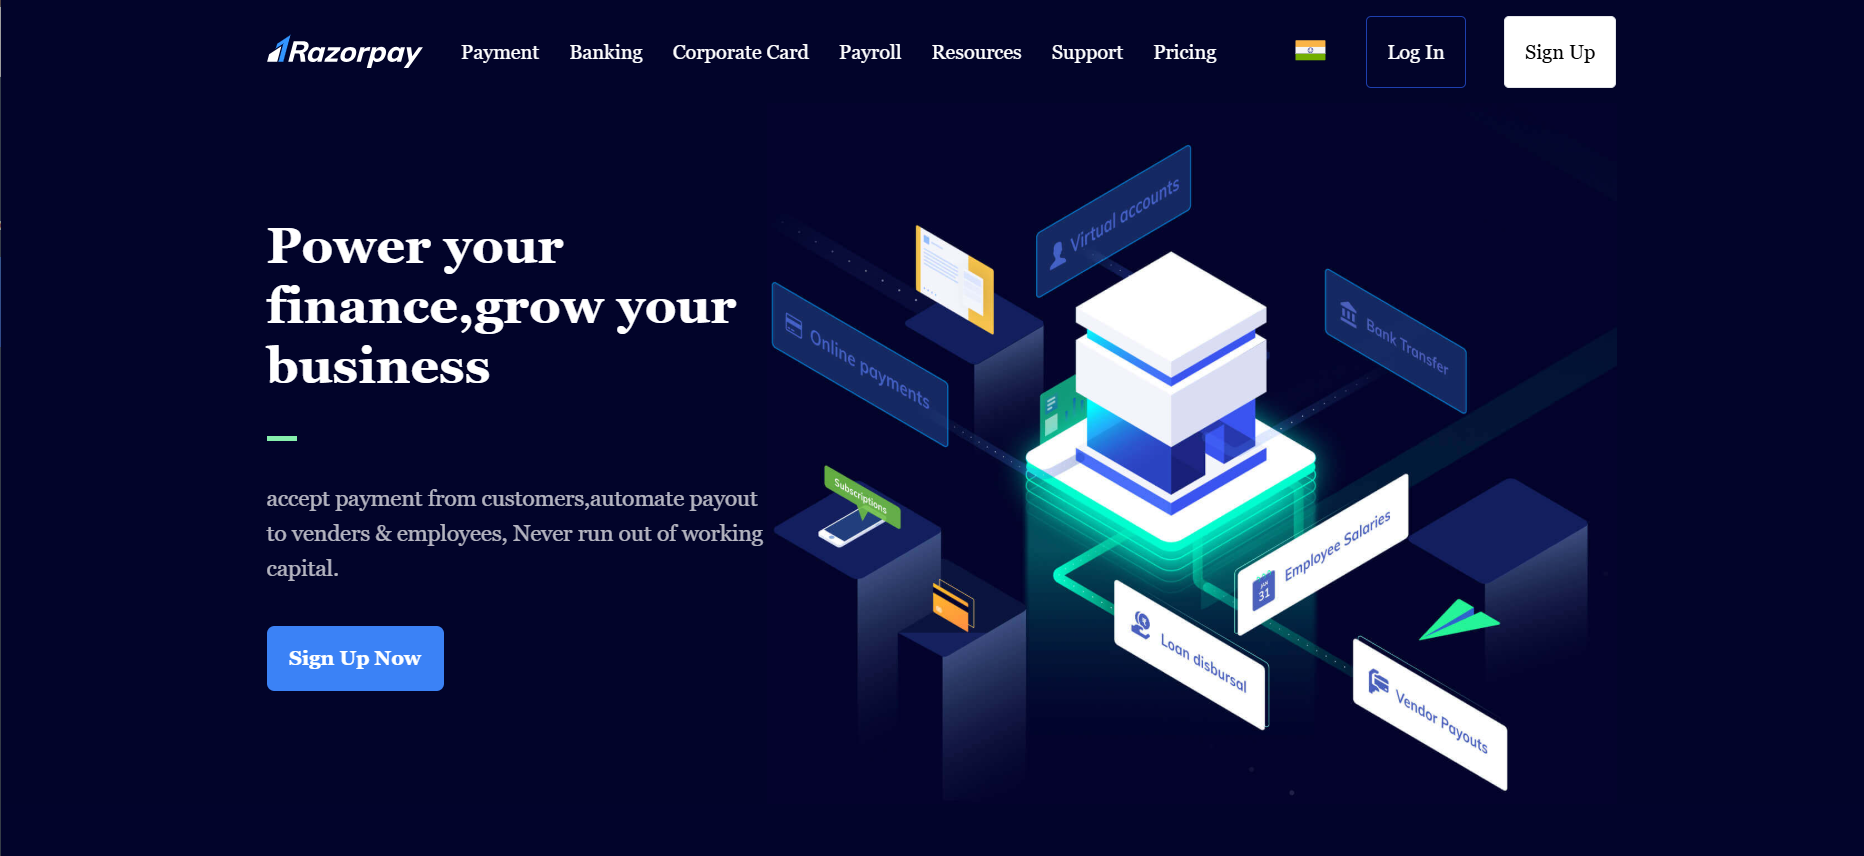 Razorpay
Payment Banking Corporate Card Payroll Resources Support Pricing
Log In
Sign Up
Power your
finance,grow your
business
accept payment from customers,automate payout
to venders & employees, Never run out of working
capital.
Sign Up Now
Virtual accounts
Online payments
Bank Transfer
Subscriptions
Employee Salaries
JAN
31
Loan disbursal
Vendor Payouts